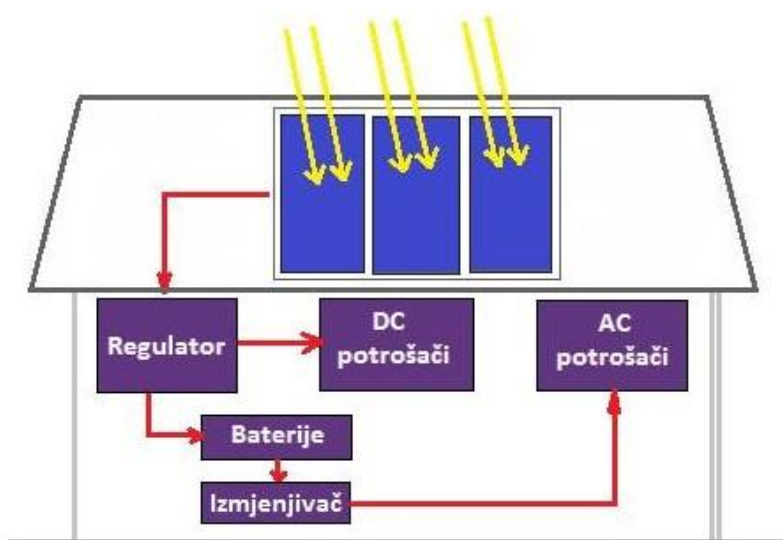 Regulator
DC
potrošači
AC
potrošači
Baterije
Izmjenjivač